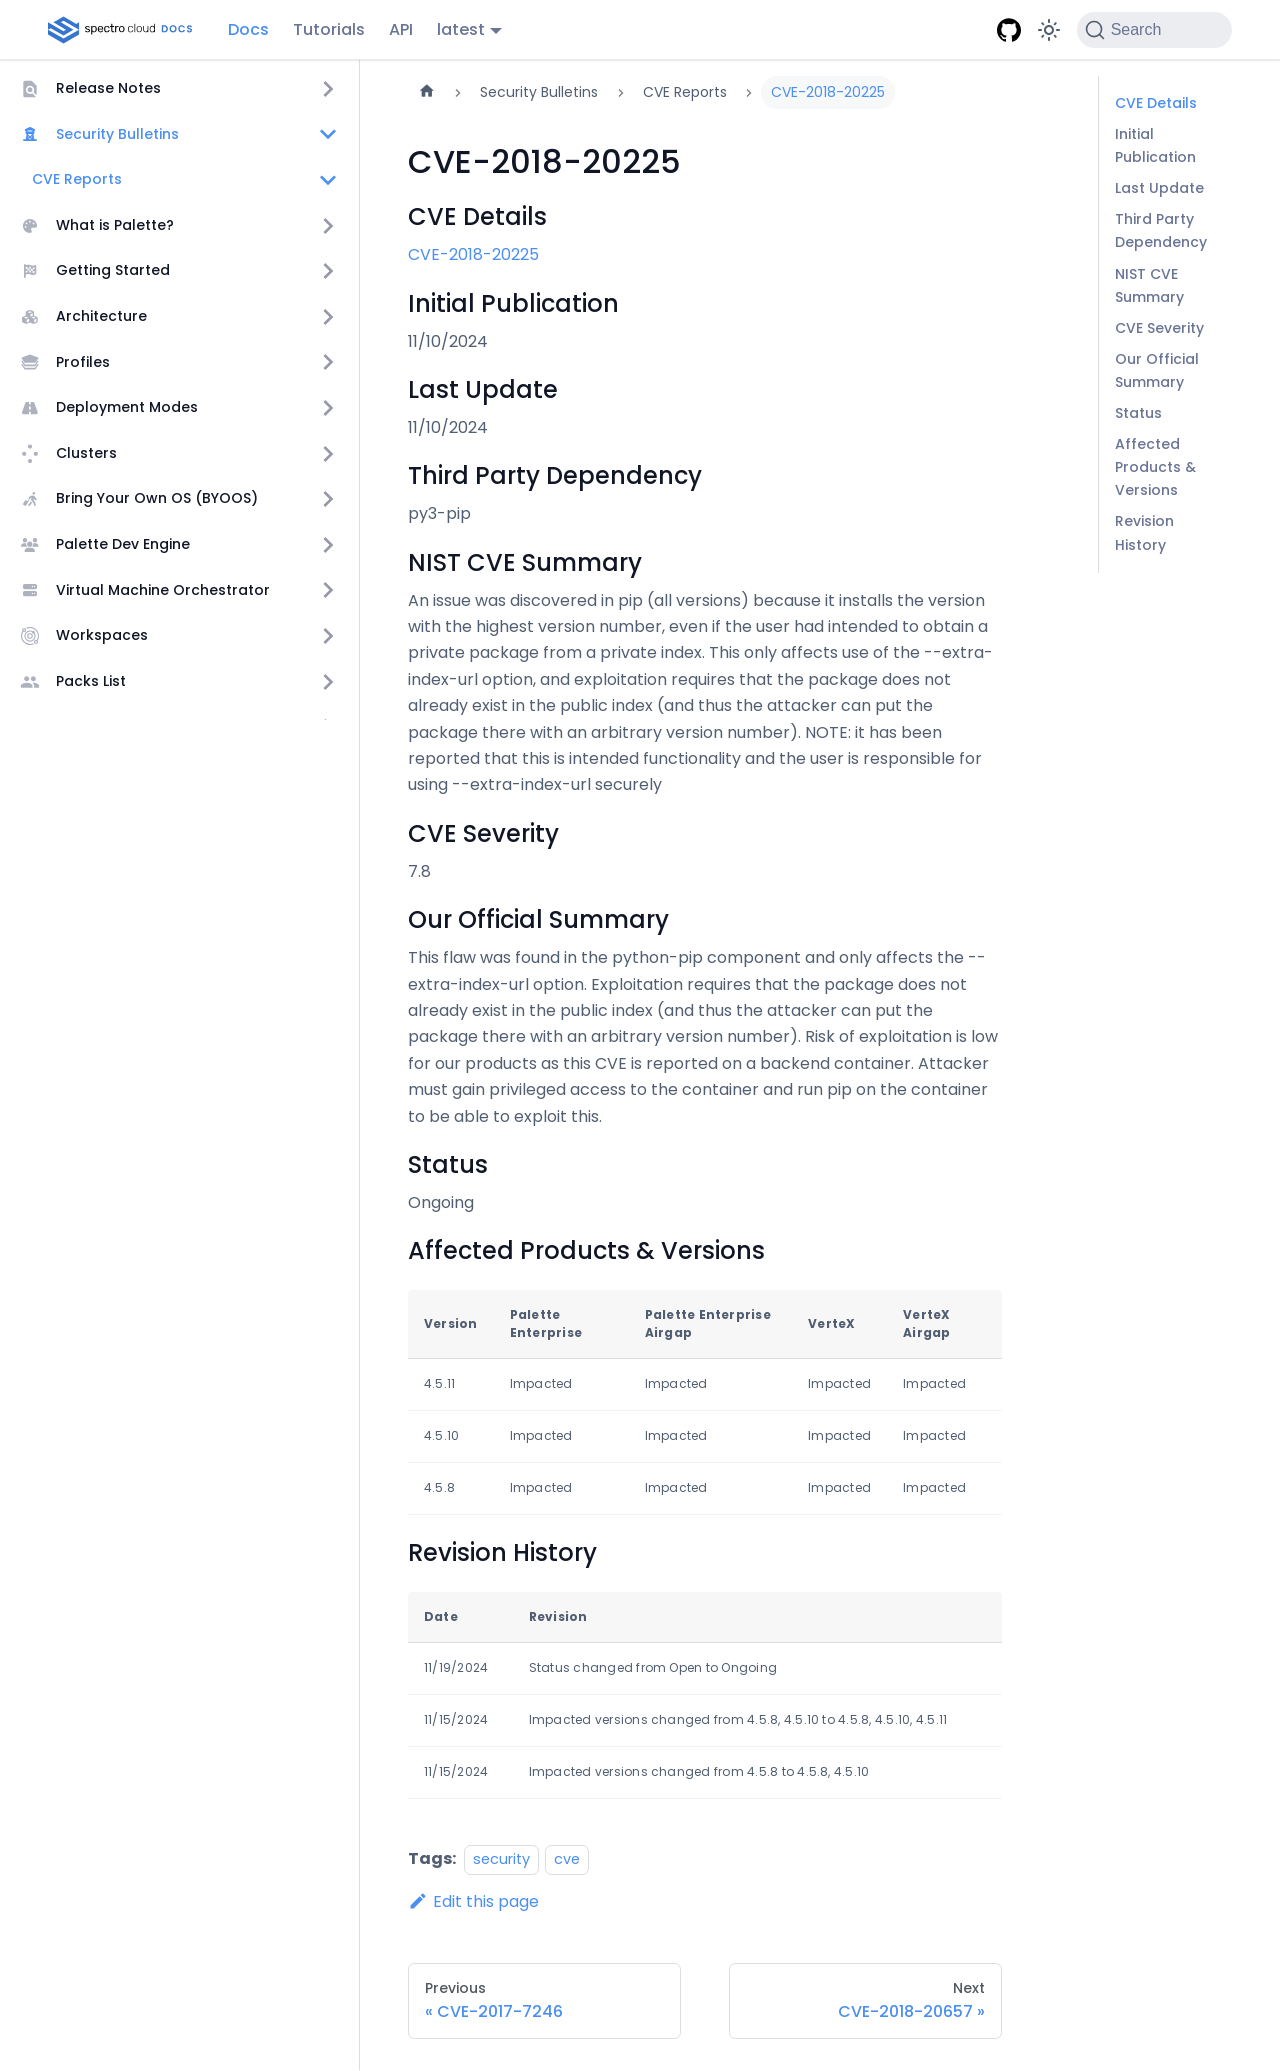 spectro cloud DOCS
Docs
Tutorials
API
latest
Search
Release Notes
Security Bulletins
CVE Reports
What is Palette?
Getting Started
Architecture
Profiles
Deployment Modes
Clusters
Bring Your Own OS (BYOOS)
Palette Dev Engine
Virtual Machine Orchestrator
Workspaces
Packs List
Security Bulletins
CVE Reports
CVE-2018-20225
CVE-2018-20225
CVE Details
CVE-2018-20225
Initial Publication
11/10/2024
Last Update
11/10/2024
Third Party Dependency
py3-pip
NIST CVE Summary
An issue was discovered in pip (all versions) because it installs the version
with the highest version number, even if the user had intended to obtain a
private package from a private index. This only affects use of the --extra-
index-url option, and exploitation requires that the package does not
already exist in the public index (and thus the attacker can put the
package there with an arbitrary version number). NOTE: it has been
reported that this is intended functionality and the user is responsible for
using --extra-index-url securely
CVE Severity
7.8
Our Official Summary
This flaw was found in the python-pip component and only affects the --
extra-index-url option. Exploitation requires that the package does not
already exist in the public index (and thus the attacker can put the
package there with an arbitrary version number). Risk of exploitation is low
for our products as this CVE is reported on a backend container. Attacker
must gain privileged access to the container and run pip on the container
to be able to exploit this.
Status
Ongoing
Affected Products & Versions
Version Palette Enterprise Palette Enterprise Airgap VerteX VerteX Airgap
4.5.11 Impacted Impacted Impacted Impacted
4.5.10 Impacted Impacted Impacted Impacted
4.5.8 Impacted Impacted Impacted Impacted
Revision History
Date Revision
11/19/2024 Status changed from Open to Ongoing
11/15/2024 Impacted versions changed from 4.5.8, 4.5.10 to 4.5.8, 4.5.10, 4.5.11
11/15/2024 Impacted versions changed from 4.5.8 to 4.5.8, 4.5.10
Tags: security cve
Edit this page
Previous
« CVE-2017-7246
Next
CVE-2018-20657 »
CVE Details
Initial
Publication
Last Update
Third Party
Dependency
NIST CVE
Summary
CVE Severity
Our Official
Summary
Status
Affected
Products &
Versions
Revision
History